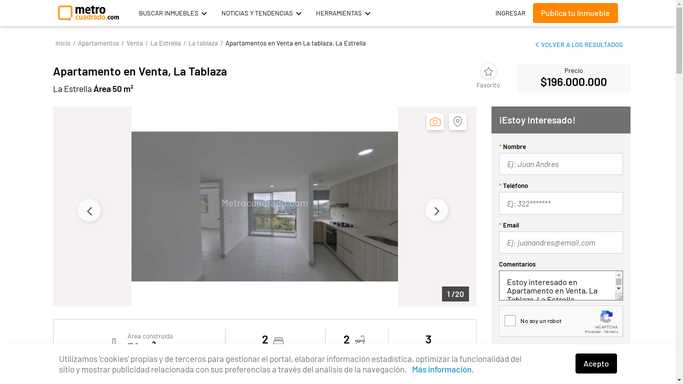 metro
cuadrado.com
BUSCAR INMUEBLES
NOTICIAS Y TENDENCIAS
HERRAMIENTAS
INGRESAR
Publica tu Inmueble
Inicio / Apartamentos / Venta / La Estrella / La tablaza / Apartamentos en Venta en La tablaza, La Estrella
VOLVER A LOS RESULTADOS
Apartamento en Venta, La Tablaza
La Estrella Área 50 m²
Favorito
Precio
$196.000.000
Metrocuadrado.com
1 /20
¡Estoy Interesado!
* Nombre
Ej: Juan Andres
* Teléfono
Ej: 322*******
* Email
Ej: juanandres@email.com
Comentarios
Estoy interesado en
Apartamento en Venta, La
Tablaza, La Estrella
No soy un robot
reCAPTCHA
Privacidad - Términos
Área construida
2
2
3
Utilizamos 'cookies' propias y de terceros para gestionar el portal, elaborar información estadística, optimizar la funcionalidad del
sitio y mostrar publicidad relacionada con sus preferencias a través del análisis de la navegación. Más información.
Acepto